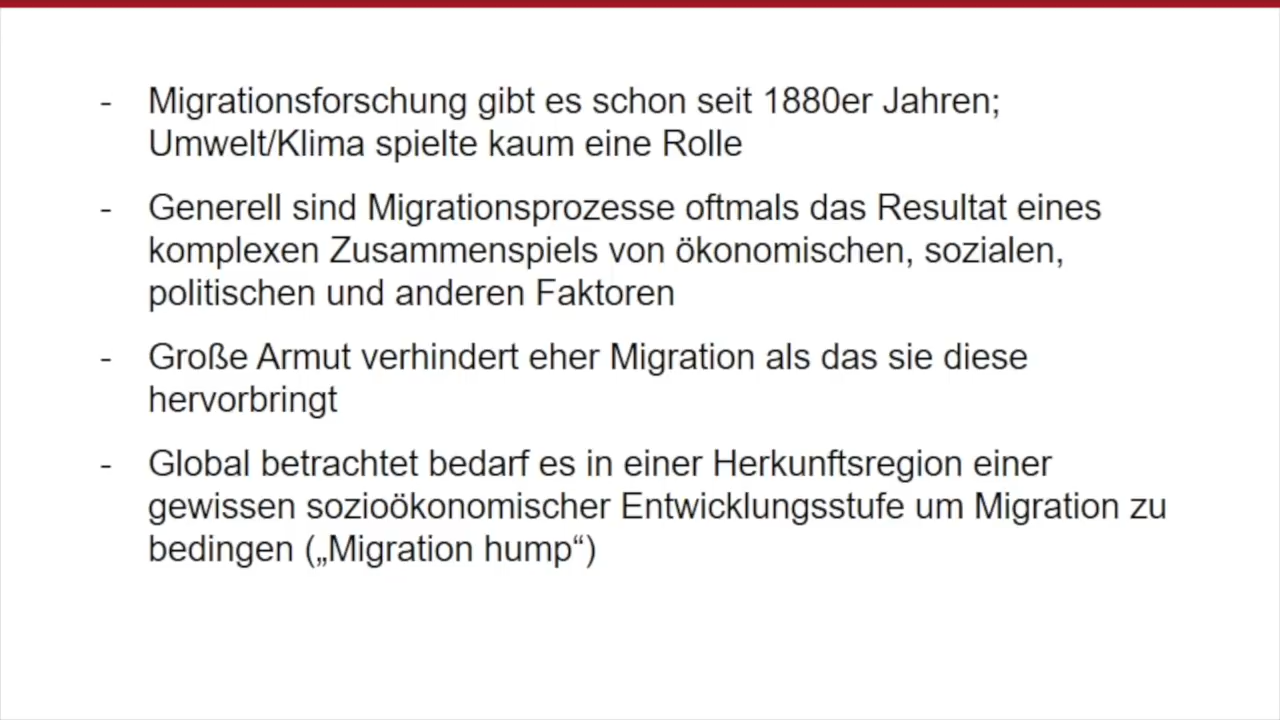 - Migrationsforschung gibt es schon seit 1880er Jahren;
Umwelt/Klima spielte kaum eine Rolle
- Generell sind Migrationsprozesse oftmals das Resultat eines
komplexen Zusammenspiels von ökonomischen, sozialen,
politischen und anderen Faktoren
- Große Armut verhindert eher Migration als das sie diese
hervorbringt
- Global betrachtet bedarf es in einer Herkunftsregion einer
gewissen sozioökonomischer Entwicklungsstufe um Migration zu
bedingen („Migration hump“)